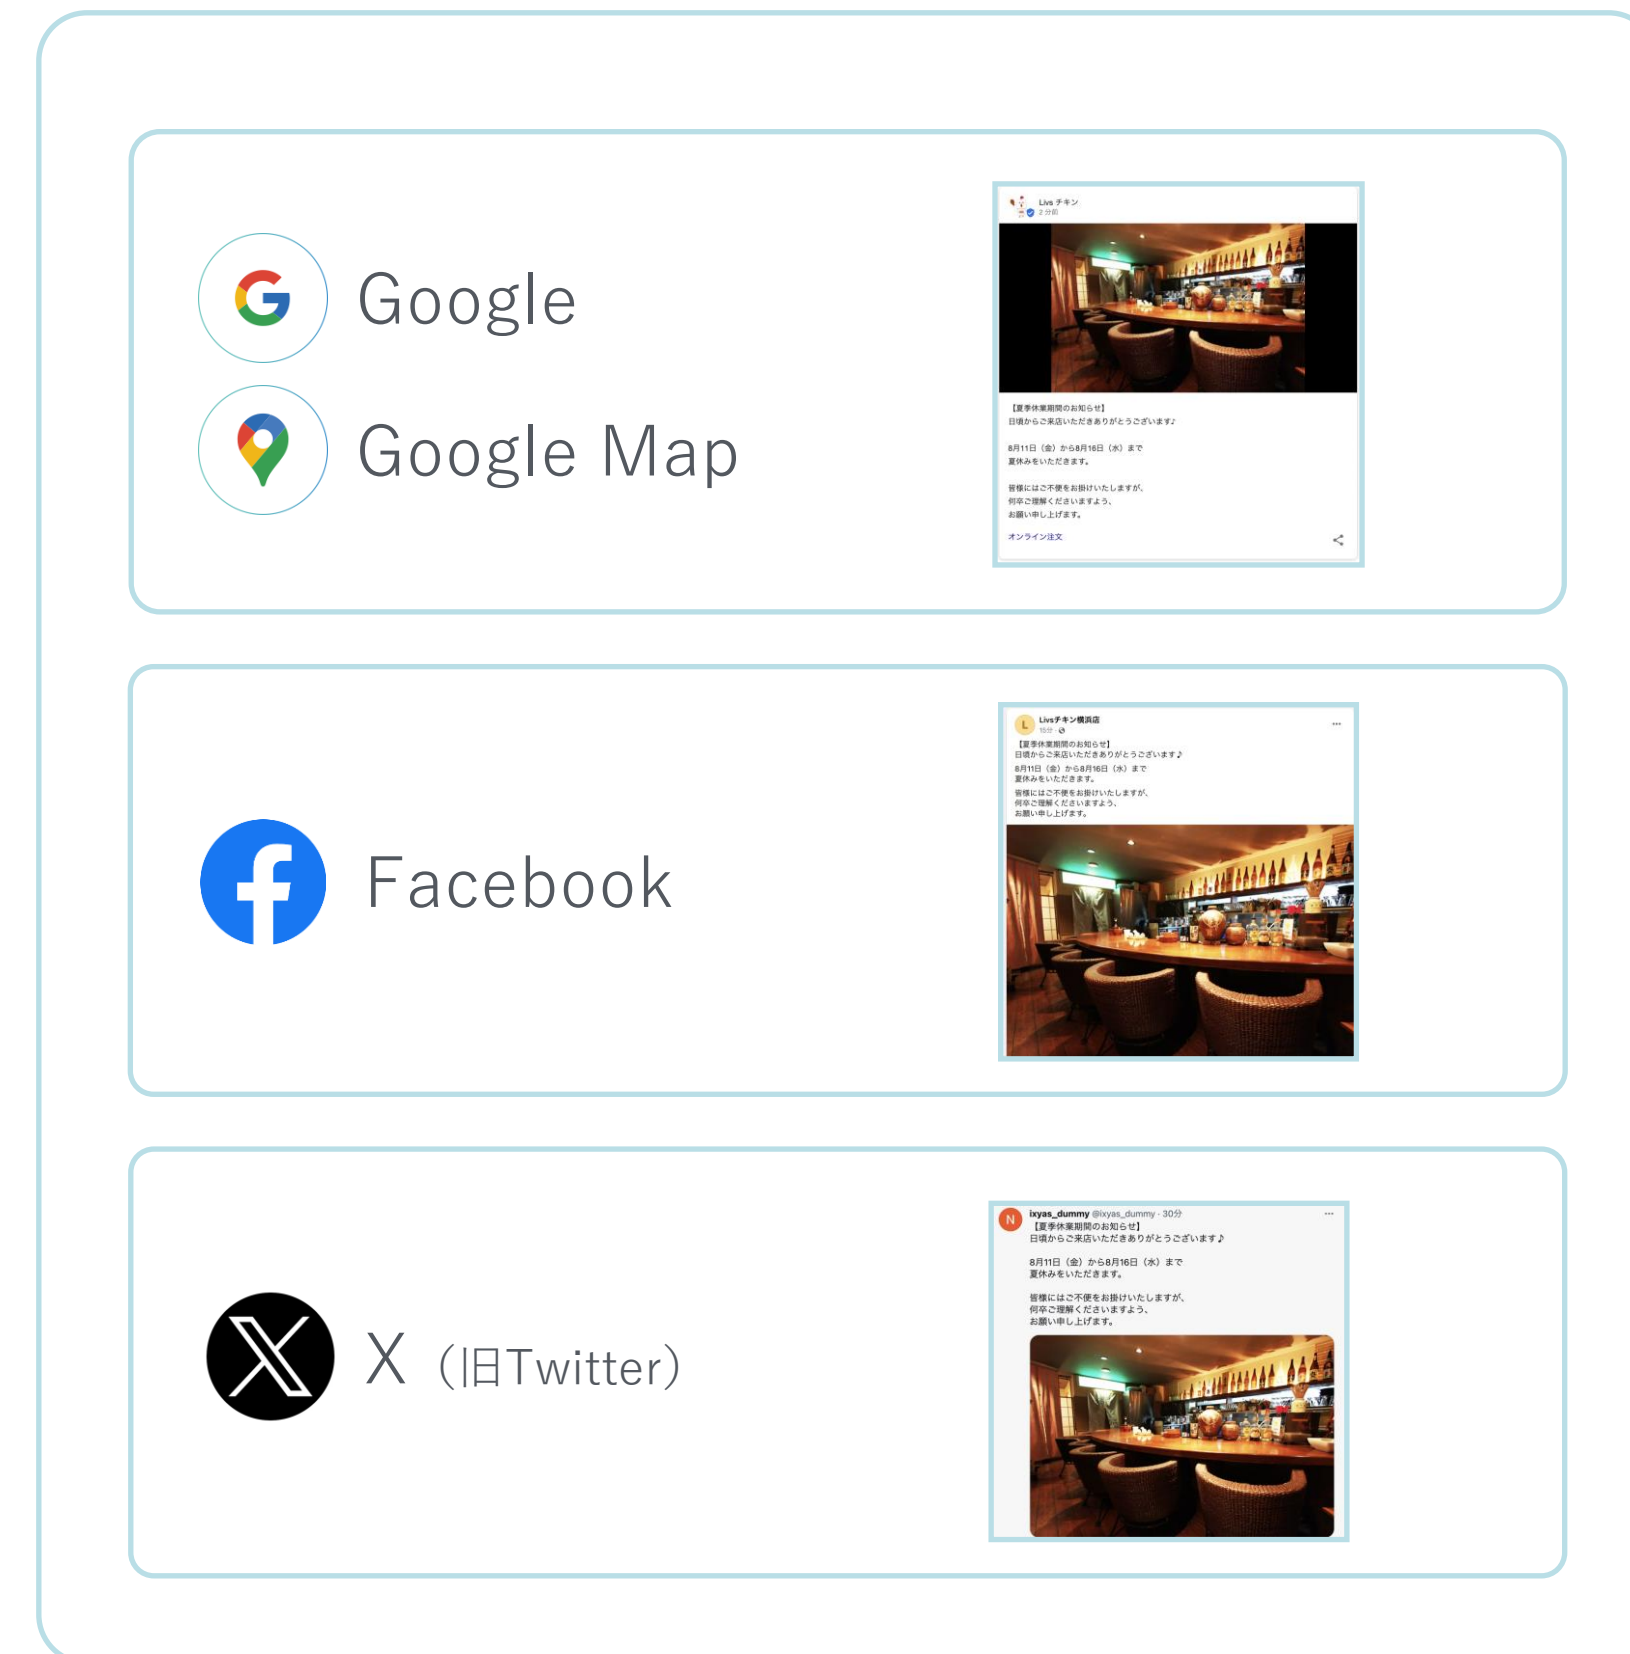 Google
Google Map
Livs チキン
2 分前
【夏季休業期間のお知らせ】
日頃からご来店いただきありがとうございます♪
8月11日（金）から8月16日（水）まで
夏休みをいただきます。
皆様にはご不便をお掛けいたしますが、
何卒ご理解くださいますよう、
お願い申し上げます。
オンライン注文
Facebook
L
Livsチキン横浜店
15分
【夏季休業期間のお知らせ】
日頃からご来店いただきありがとうございます♪
8月11日（金）から8月16日（水）まで
夏休みをいただきます。
皆様にはご不便をお掛けいたしますが、
何卒ご理解くださいますよう、
お願い申し上げます。
X（旧Twitter）
N
ixyas_dummy @ixyas_dummy · 30分
【夏季休業期間のお知らせ】
日頃からご来店いただきありがとうございます♪
8月11日（金）から8月16日（水）まで
夏休みをいただきます。
皆様にはご不便をお掛けいたしますが、
何卒ご理解くださいますよう、
お願い申し上げます。